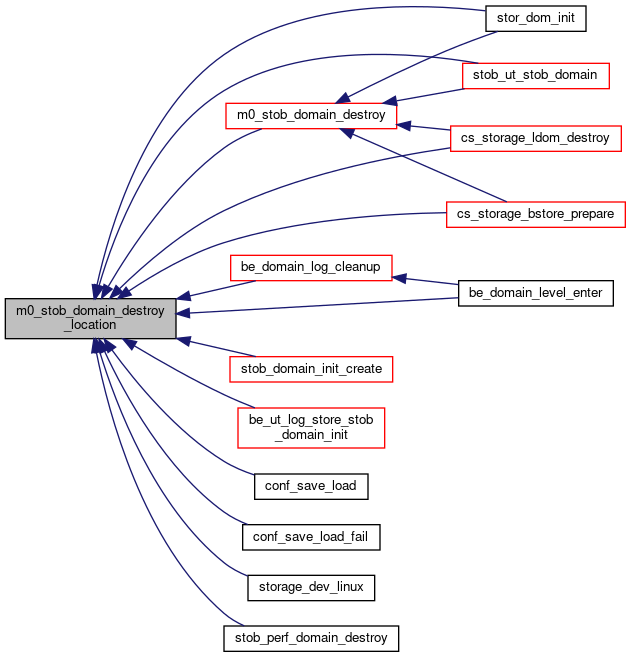 stor_dom_init
stob_ut_stob_domain
m0_stob_domain_destroy
cs_storage_ldom_destroy
cs_storage_bstore_prepare
be_domain_log_cleanup
be_domain_level_enter
m0_stob_domain_destroy
_location
stob_domain_init_create
be_ut_log_store_stob
_domain_init
conf_save_load
conf_save_load_fail
storage_dev_linux
stob_perf_domain_destroy